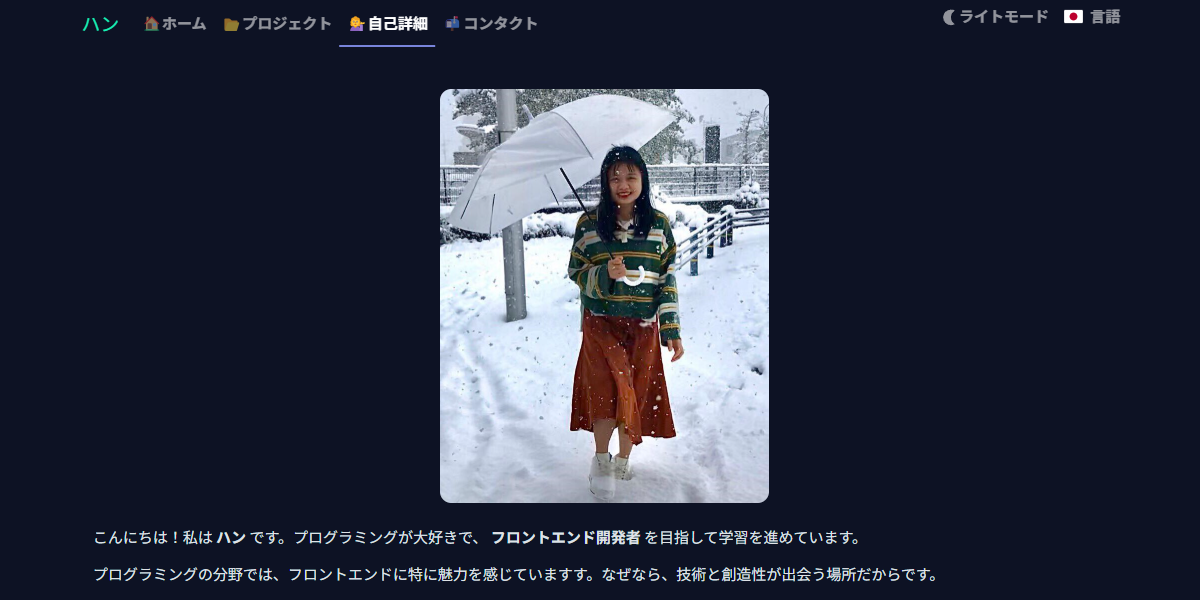 ハン ホーム プロジェクト 自己詳細 コンタクト ライトモード 言語
こんにちは！私は ハン です。プログラミングが大好きで、 フロントエンド開発者 を目指して学習を進めています。
プログラミングの分野では、フロントエンドに特に魅力を感じていますす。なぜなら、技術と創造性が出会う場所だからです。